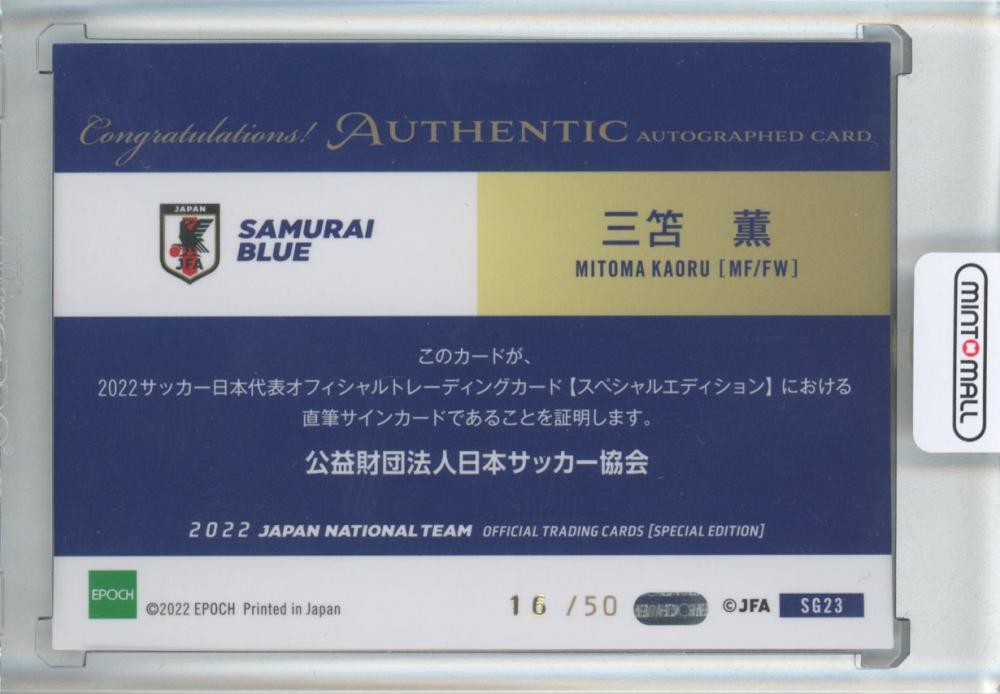 Congratulations! AUTHENTIC AUTOGRAPHED CARD
JAPAN
JFA
SAMURAI
BLUE
三笘 薫
MITOMA KAORU [MF/FW]
このカードが、
2022サッカー日本代表オフィシャルトレーディングカード【スペシャルエディション】における
直筆サインカードであることを証明します。
公益財団法人日本サッカー協会
2022 JAPAN NATIONAL TEAM OFFICIAL TRADING CARDS [SPECIAL EDITION]
EPOCH
©2022 EPOCH Printed in Japan
16 /50
©JFA
SG23
MINT MALL